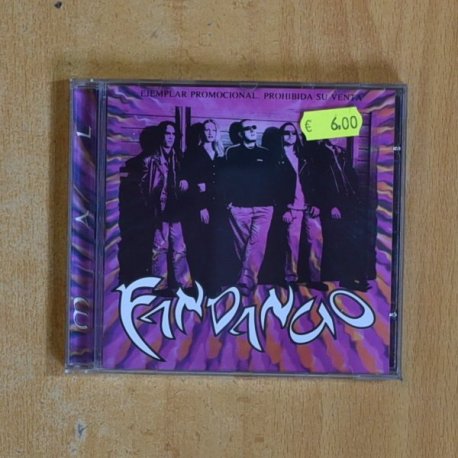 EJEMPLAR PROMOCIONAL. PROHIBIDA SU VENTA
€ 6.00
FANDANGO